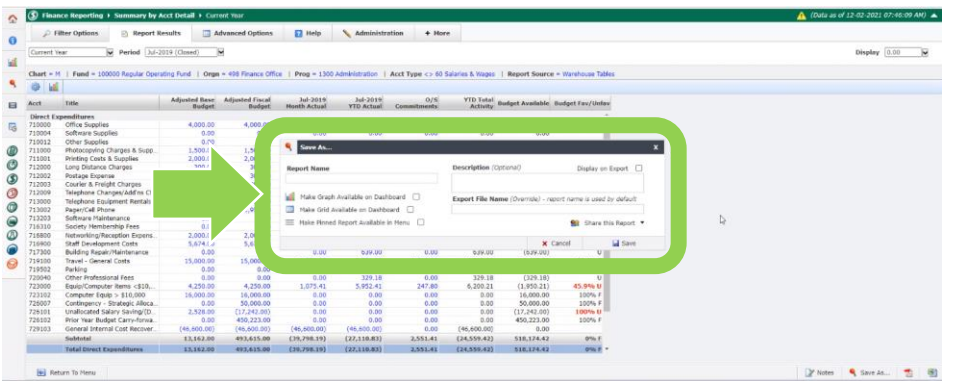 Finance Reporting › Summary by Acct Detail › Current Year (Data as of 12-02-2021 07:46:09 AM)
Filter Options Report Results Advanced Options Help Administration + More
Current Year Period Jul-2019 (Closed) Display (0.00
Chart = M | Fund = 100000 Regular Operating Fund | Orgn = 498 Finance Office | Prog = 1300 Administration | Acct Type <> 60 Salaries & Wages | Report Source = Warehouse Tables
Acct Title Adjusted Base Budget Adjusted Fiscal Budget Jul-2019 Month Actual Jul-2019 YTD Actual O/S Commitments YTD Total Activity Budget Available Budget Fav/Unfav
Direct Expenditures
710000 Office Supplies 4,000.00 4,000.00
710004 Software Supplies 0.00 0.00 0.00 0.00 0.00 0.00
710012 Other Supplies 0.00
711000 Photocopying Charges & Supp... 1,500.0
711001 Printing Costs & Supplies 2,000.0
712000 Long Distance Charges
712002 Postage Expense
712003 Courier & Freight Charges
712009 Telephone Changes/Add'ns C
713000 Telephone Equipment Rentals
713002 Pager/Cell Phone
713203 Software Maintenance
716310 Society Membership Fees
716800 Networking/Reception Expens... 2,000.0
716900 Staff Development Costs 5,674.
717300 Building Repair/Maintenance 0.00 0.00 0.00 639.00 0.00 639.00 (639.00) U
719100 Travel - General Costs 15,000.00
719502 Parking 0.00 0.00
720040 Other Professional Fees 0.00 0.00 0.00 329.18 0.00 329.18 (329.18) U
723000 Equip/Computer Items <$10,... 4,250.00 4,250.00 1,075.41 5,952.41 247.80 6,200.21 (1,950.21) 45.9% U
723102 Computer Equip > $10,000 16,000.00 16,000.00 0.00 0.00 0.00 0.00 16,000.00 100% F
726007 Contingency - Strategic Alloca... 0.00 50,000.00 0.00 0.00 0.00 0.00 50,000.00 100% F
726101 Unallocated Salary Saving/(D... 2,528.00 (17,242.00) 0.00 0.00 0.00 0.00 (17,242.00) 100% U
726102 Prior Year Budget Carry-forwa... 0.00 450,223.00 0.00 0.00 0.00 0.00 450,223.00 100% F
729103 General Internal Cost Recover... (46,600.00) (46,600.00) (46,600.00) (46,600.00) 0.00 (46,600.00) 0.00
Subtotal 13,162.00 493,615.00 (39,798.19) (27,110.83) 2,551.41 (24,559.42) 518,174.42 0% F
Total Direct Expenditures 13,162.00 493,615.00 (39,798.19) (27,110.83) 2,551.41 (24,559.42) 518,174.42 0% F
Save As... x
Report Name Description (Optional) Display on Export
Make Graph Available on Dashboard Export File Name (Override) - report name is used by default
Make Grid Available on Dashboard
Make Pinned Report Available in Menu Share this Report
X Cancel Save
Return To Menu Notes Save As...